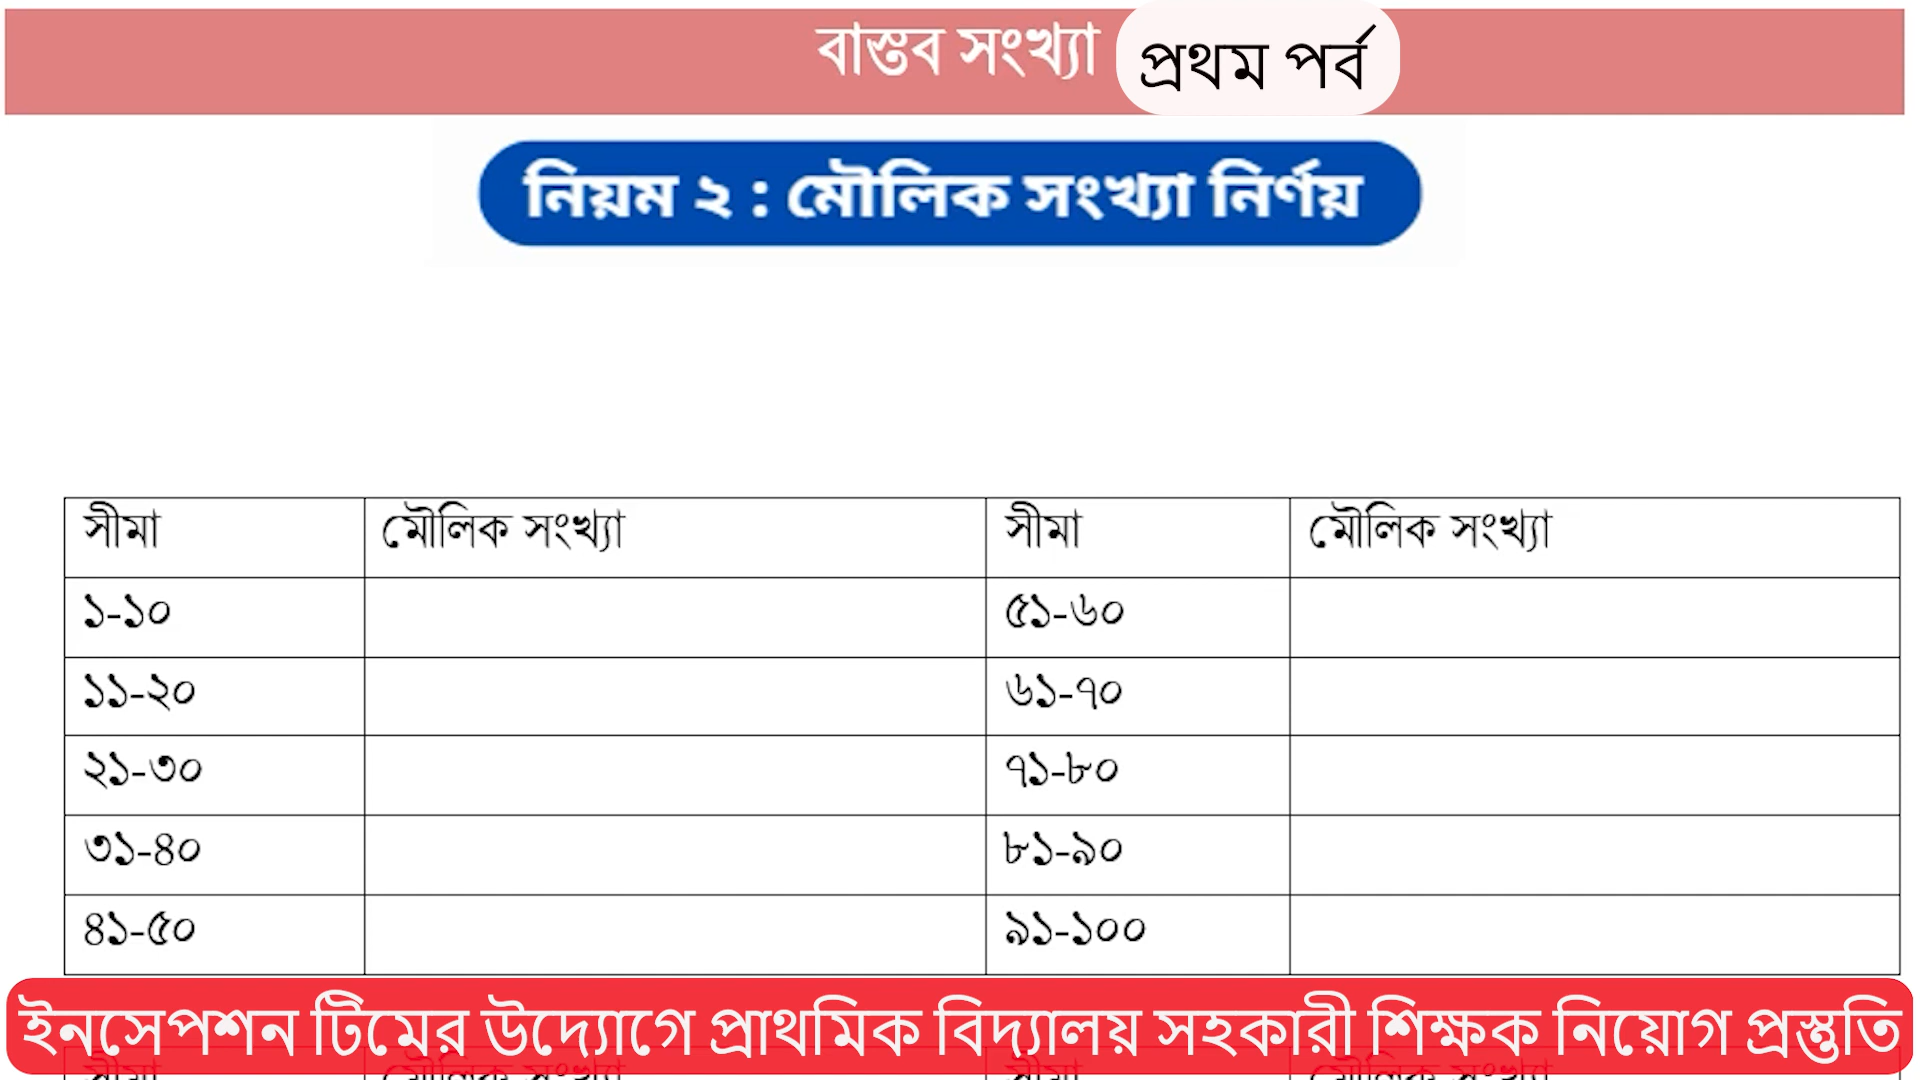 বাস্তব সংখ্যা প্রথম পর্ব
নিয়ম ২ : মৌলিক সংখ্যা নির্ণয়
সীমা মৌলিক সংখ্যা সীমা মৌলিক সংখ্যা
১-১০ ৫১-৬০
১১-২০ ৬১-৭০
২১-৩০ ৭১-৮০
৩১-৪০ ৮১-৯০
৪১-৫০ ৯১-১০০
ইনসেপশন টিমের উদ্যোগে প্রাথমিক বিদ্যালয় সহকারী শিক্ষক নিয়োগ প্রস্তুতি
সীমা মৌলিক সংখ্যা সীমা মৌলিক সংখ্যা